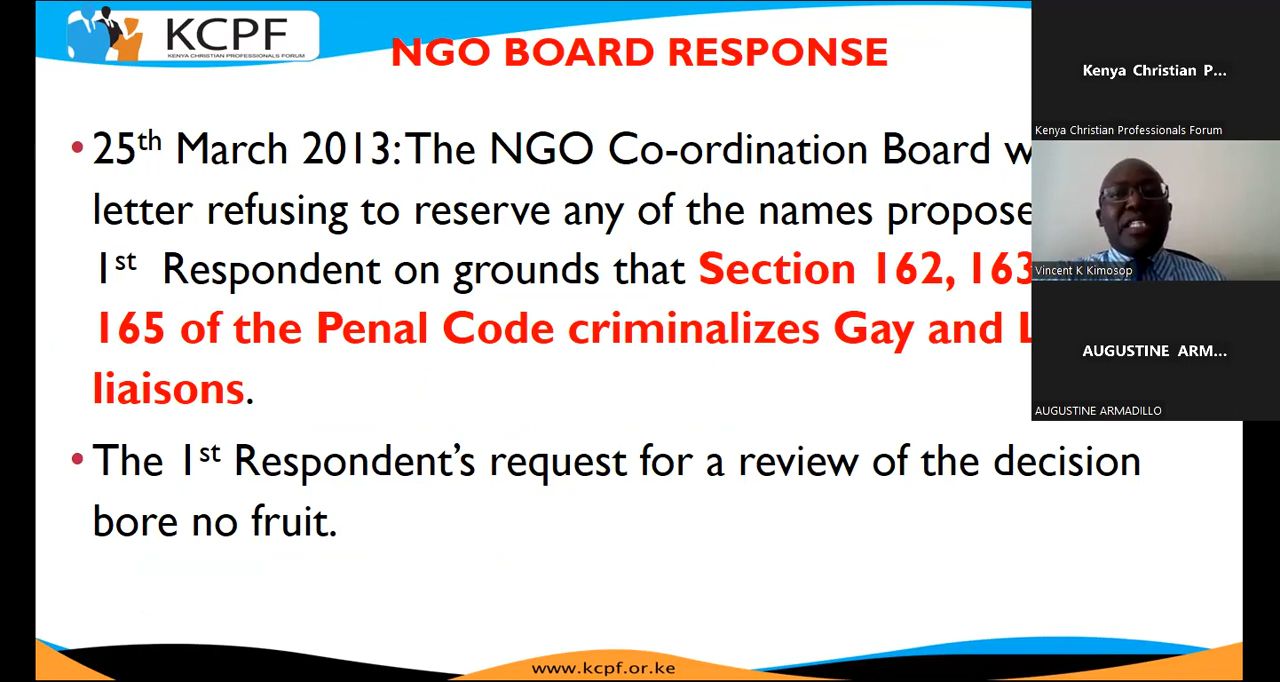 KCPF
KENYA CHRISTIAN PROFESSIONALS FORUM
NGO BOARD RESPONSE
• 25th March 2013: The NGO Co-ordination Board w
letter refusing to reserve any of the names propose
1st Respondent on grounds that Section 162, 163
165 of the Penal Code criminalizes Gay and L
liaisons.
• The 1st Respondent's request for a review of the decision
bore no fruit.
www.kcpf.or.ke
Kenya Christian P...
Kenya Christian Professionals Forum
Vincent K Kimosop
AUGUSTINE ARM...
AUGUSTINE ARMADILLO